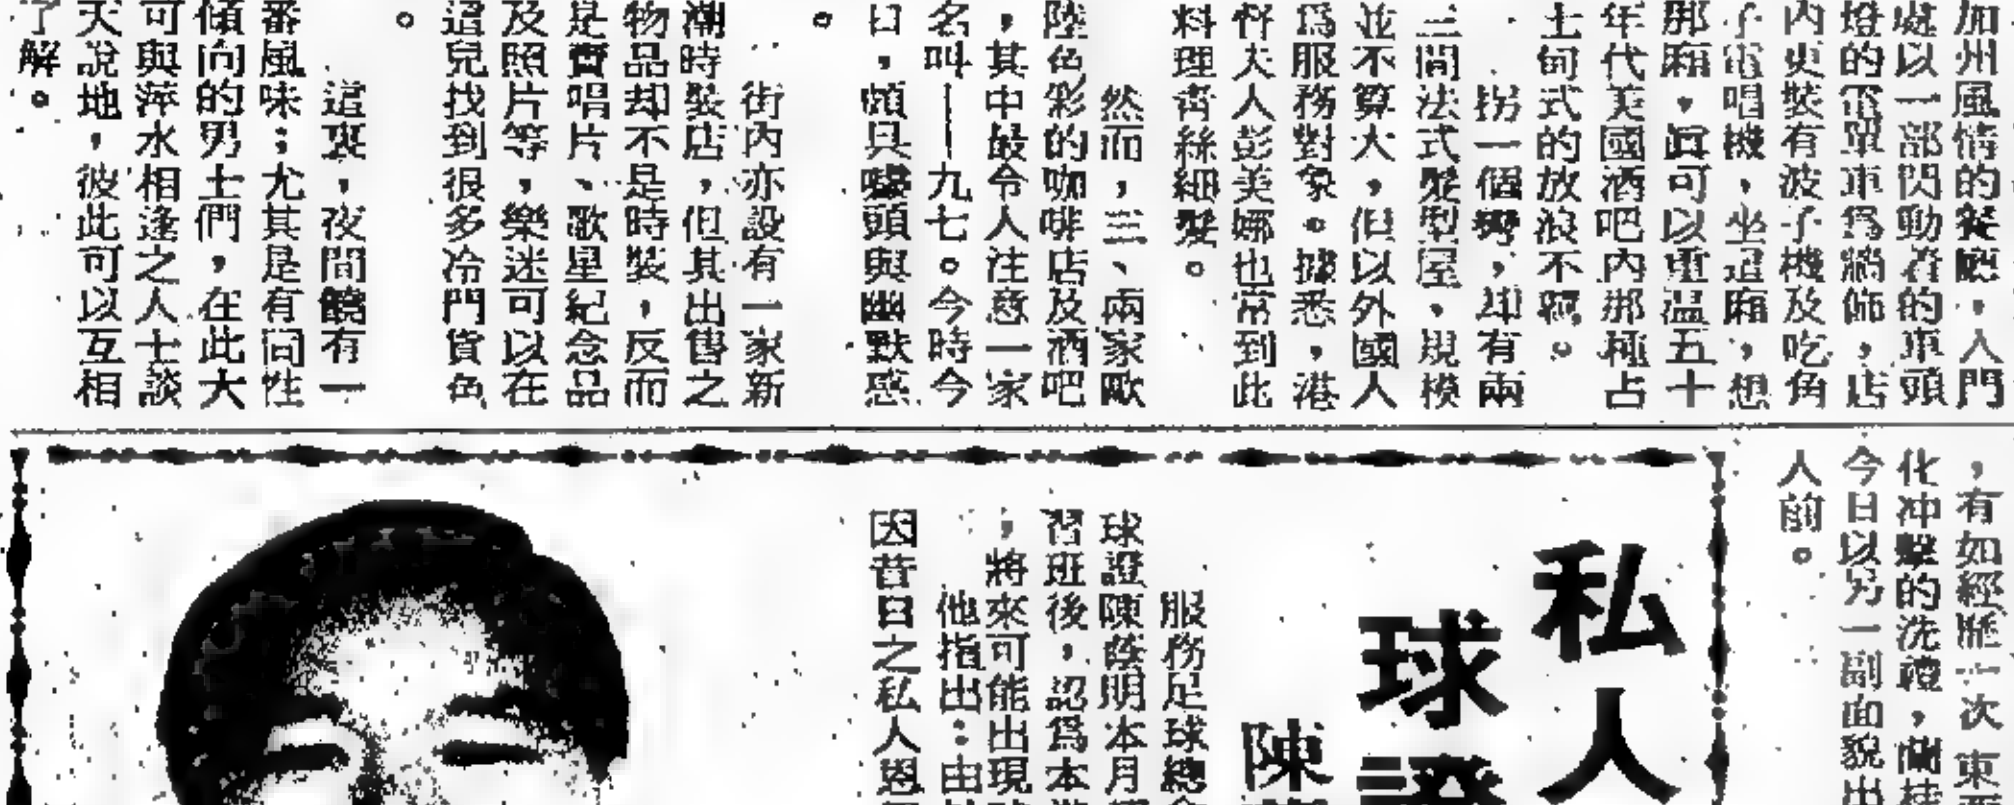 加州風情的餐廳，入門
處以一部閃動着的車頭
燈的電單車爲裝飾，店
內更裝有波子機及吃角
子電唱機，坐這廂，想
那廂，眞可以重温五十
年代美國酒吧內那種占
士甸式的放浪不羈。
拐一個彎，却有兩
三間法式髮型屋，規模
並不算大，但以外國人
爲服務對象。據悉，港
督夫人彭美娜也常到此
料理靑絲細髮。
然而，三、兩家歐
陸色彩的咖啡店及酒吧
，其中最令人注意一家
名叫——九七。今時今
日，頗具噱頭與幽默感
。
街內亦設有一家新
潮時裝店，但其出售之
物品却不是時裝，反而
是賣唱片、歌星紀念品
及照片等，樂迷可以在
這兒找到很多冷門貨色
。
這裏，夜間饒有一
番風味；尤其是有同性
傾向的男士們，在此大
可與萍水相逢之人士談
天說地，彼此可以互相
了解。
，有如經歷一次東西
化冲擊的洗禮，蘭桂
今日以另一副面貌出
人前。
私人
球證
陳
服務足球總
球證陳蔭明本月
習班後，認爲本
，將來可能出現
他指出：由
因昔日之私人恩